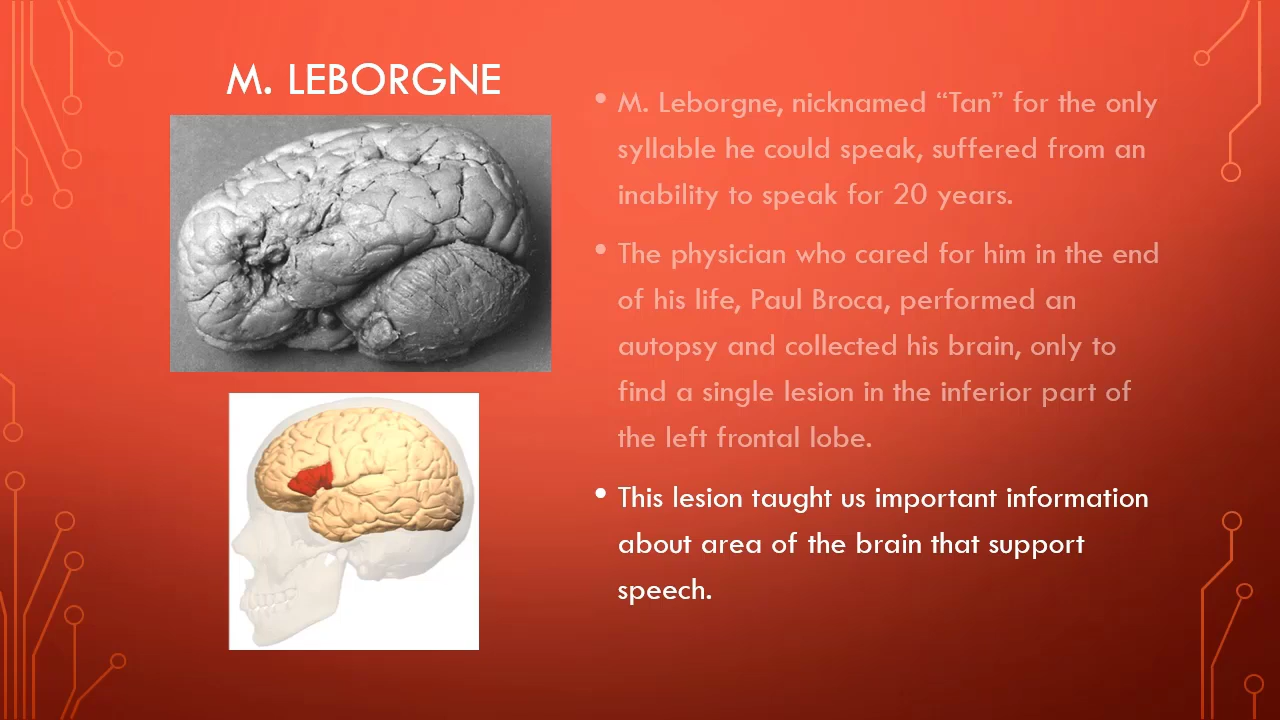 M. LEBORGNE
• M. Leborgne, nicknamed “Tan” for the only
syllable he could speak, suffered from an
inability to speak for 20 years.
• The physician who cared for him in the end
of his life, Paul Broca, performed an
autopsy and collected his brain, only to
find a single lesion in the inferior part of
the left frontal lobe.
• This lesion taught us important information
about area of the brain that support
speech.